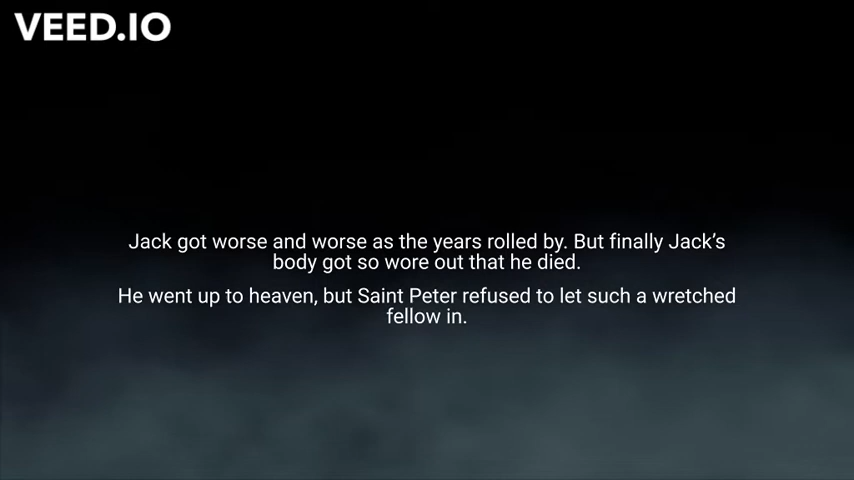 VEED.IO
Jack got worse and worse as the years rolled by. But finally Jack’s
body got so wore out that he died.
He went up to heaven, but Saint Peter refused to let such a wretched
fellow in.